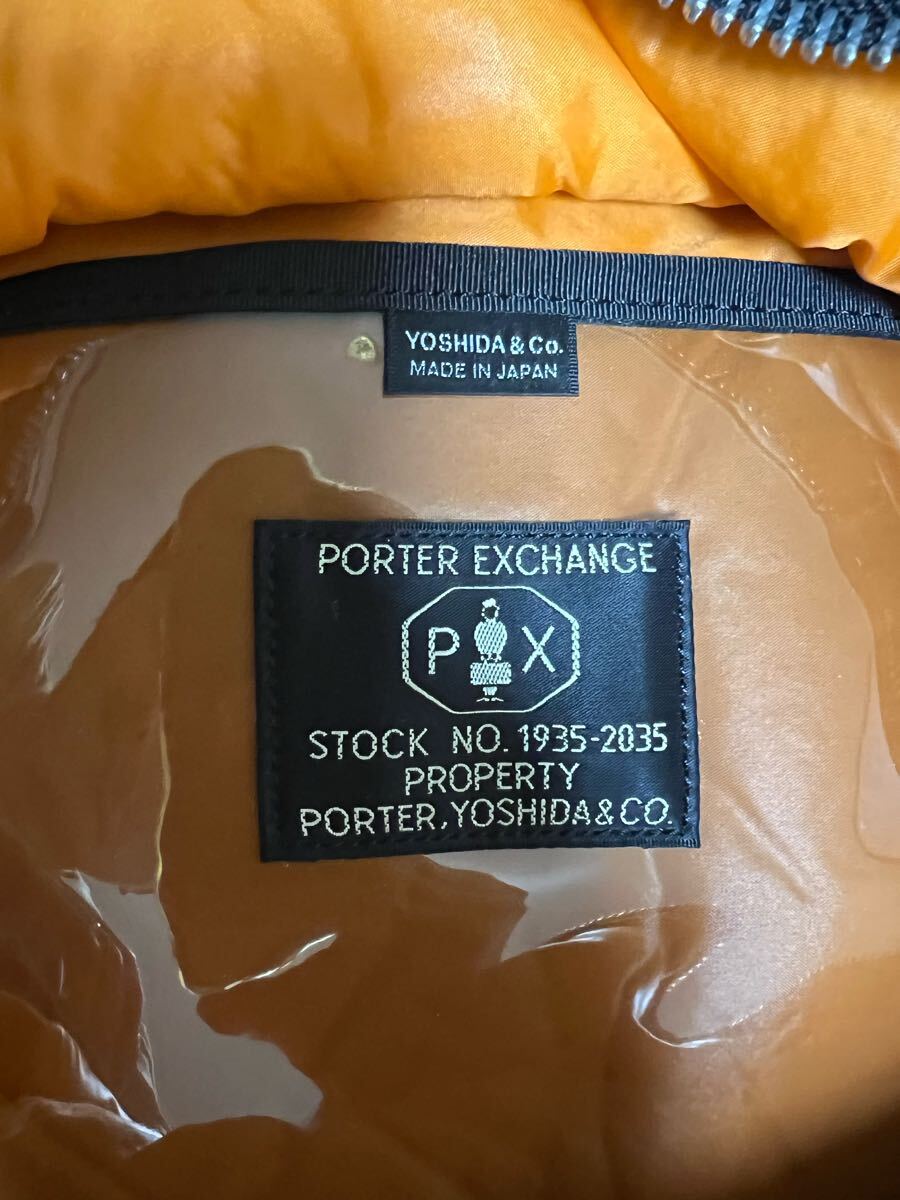 YOSHIDA & Co.
MADE IN JAPAN
PORTER EXCHANGE
P X
STOCK NO. 1935-2035
PROPERTY
PORTER, YOSHIDA & CO.